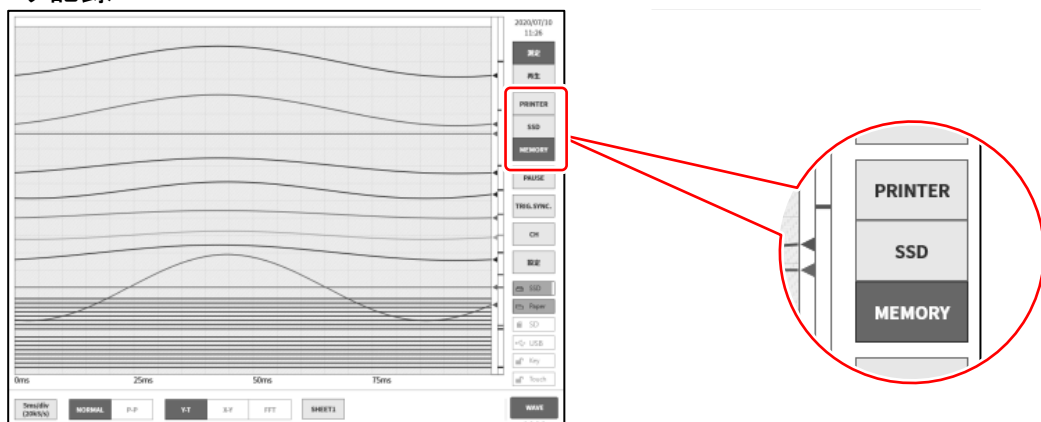 2020/07/10
11:26
測定
再生
PRINTER
SSD
MEMORY
PAUSE
TRIG.SYNC.
CH
設定
SSD
Paper
SD
USB
Key
Touch
0ms 25ms 50ms 75ms
5ms/div
(20kS/s)
NORMAL P-P Y-T X-Y FFT SHEET1 WAVE
PRINTER
SSD
MEMORY